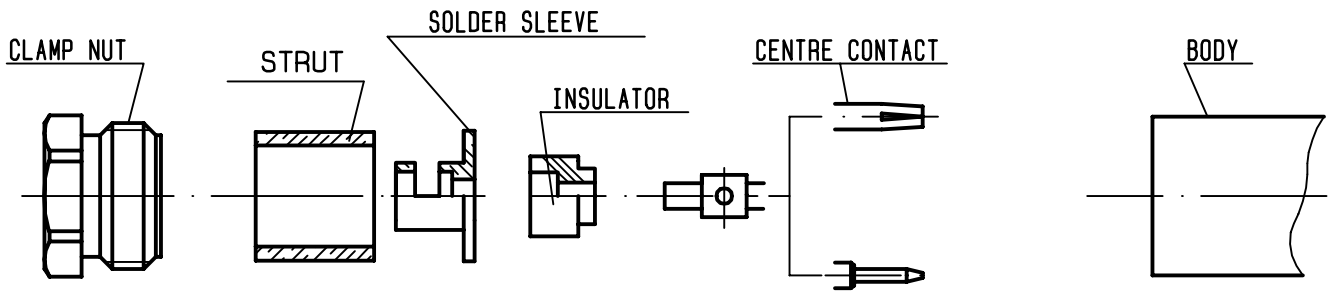 SOLDER SLEEVE
CLAMP NUT
STRUT
CENTRE CONTACT
BODY
INSULATOR